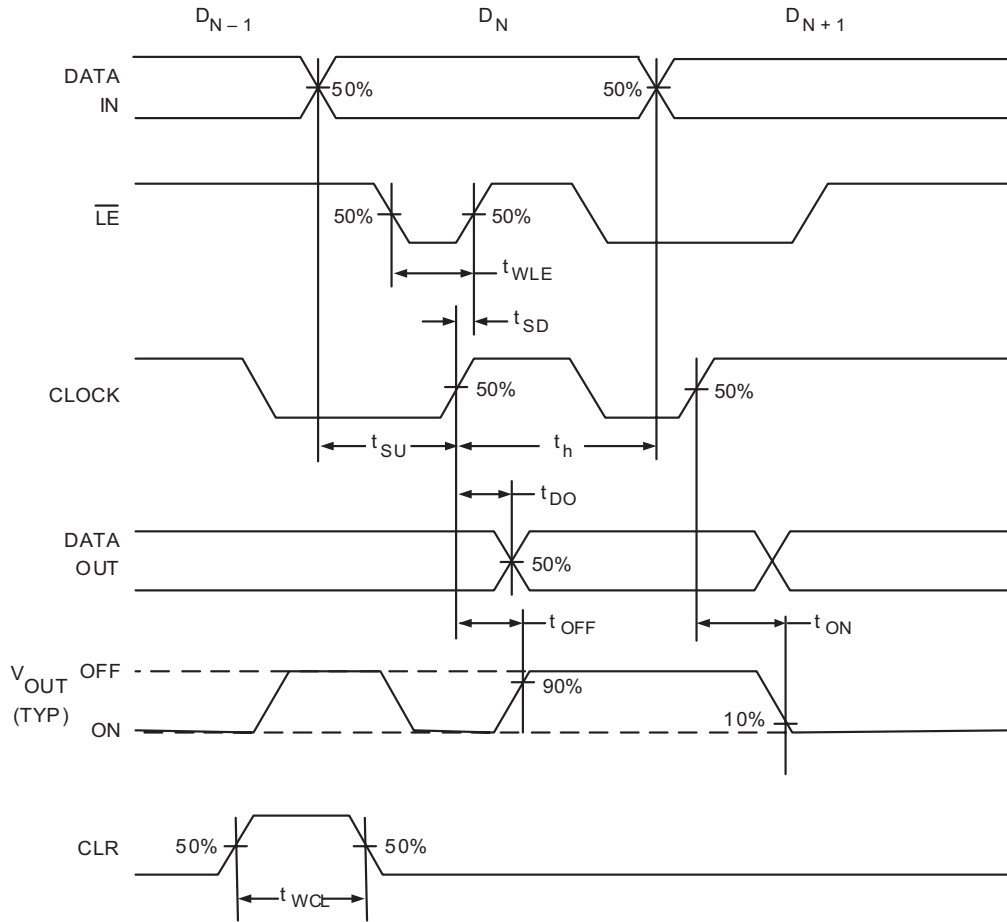 D N – 1 D N D N + 1
DATA IN
50% 50%
LE
50% 50%
t WLE
t SD
CLOCK
50% 50%
t SU t h
t DO
DATA OUT
50%
t OFF t ON
V OUT (TYP)
OFF
90%
10%
ON
CLR
50% 50%
t WCL